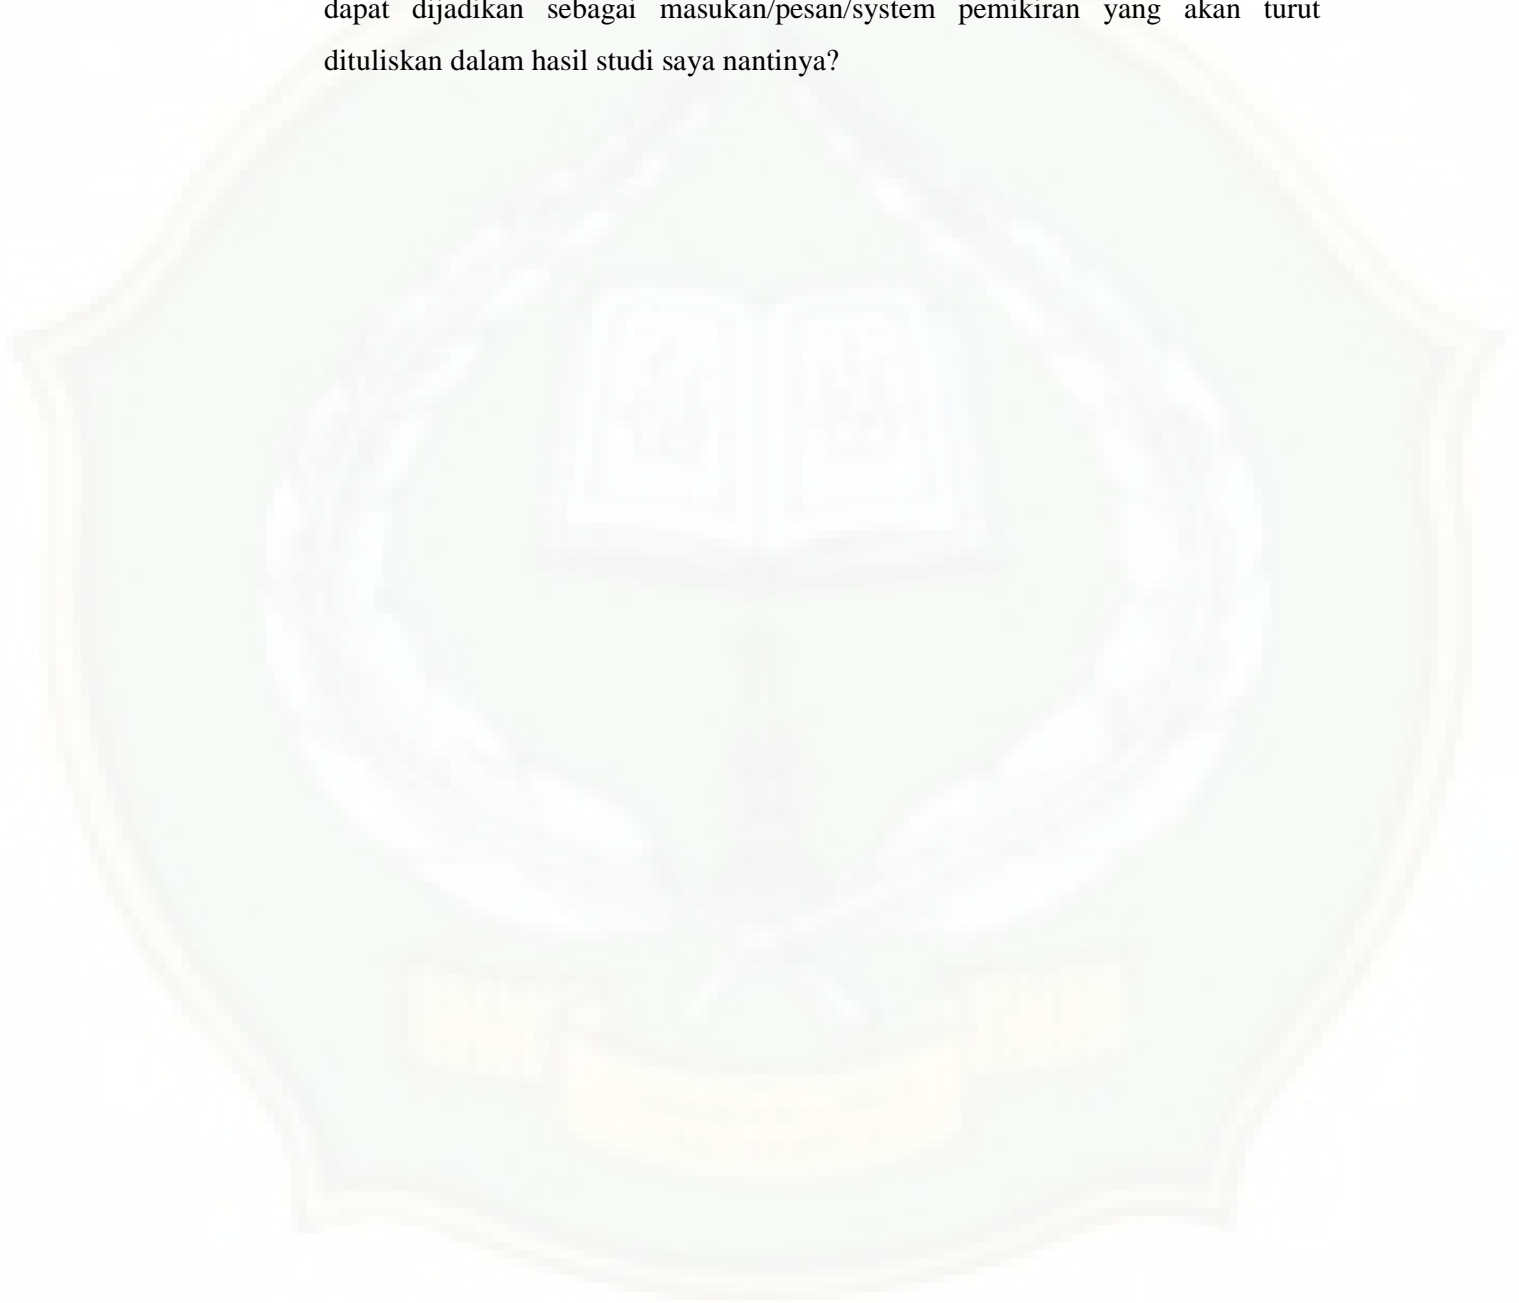 dapat dijadikan sebagai masukan/pesan/system pemikiran yang akan turut
dituliskan dalam hasil studi saya nantinya?